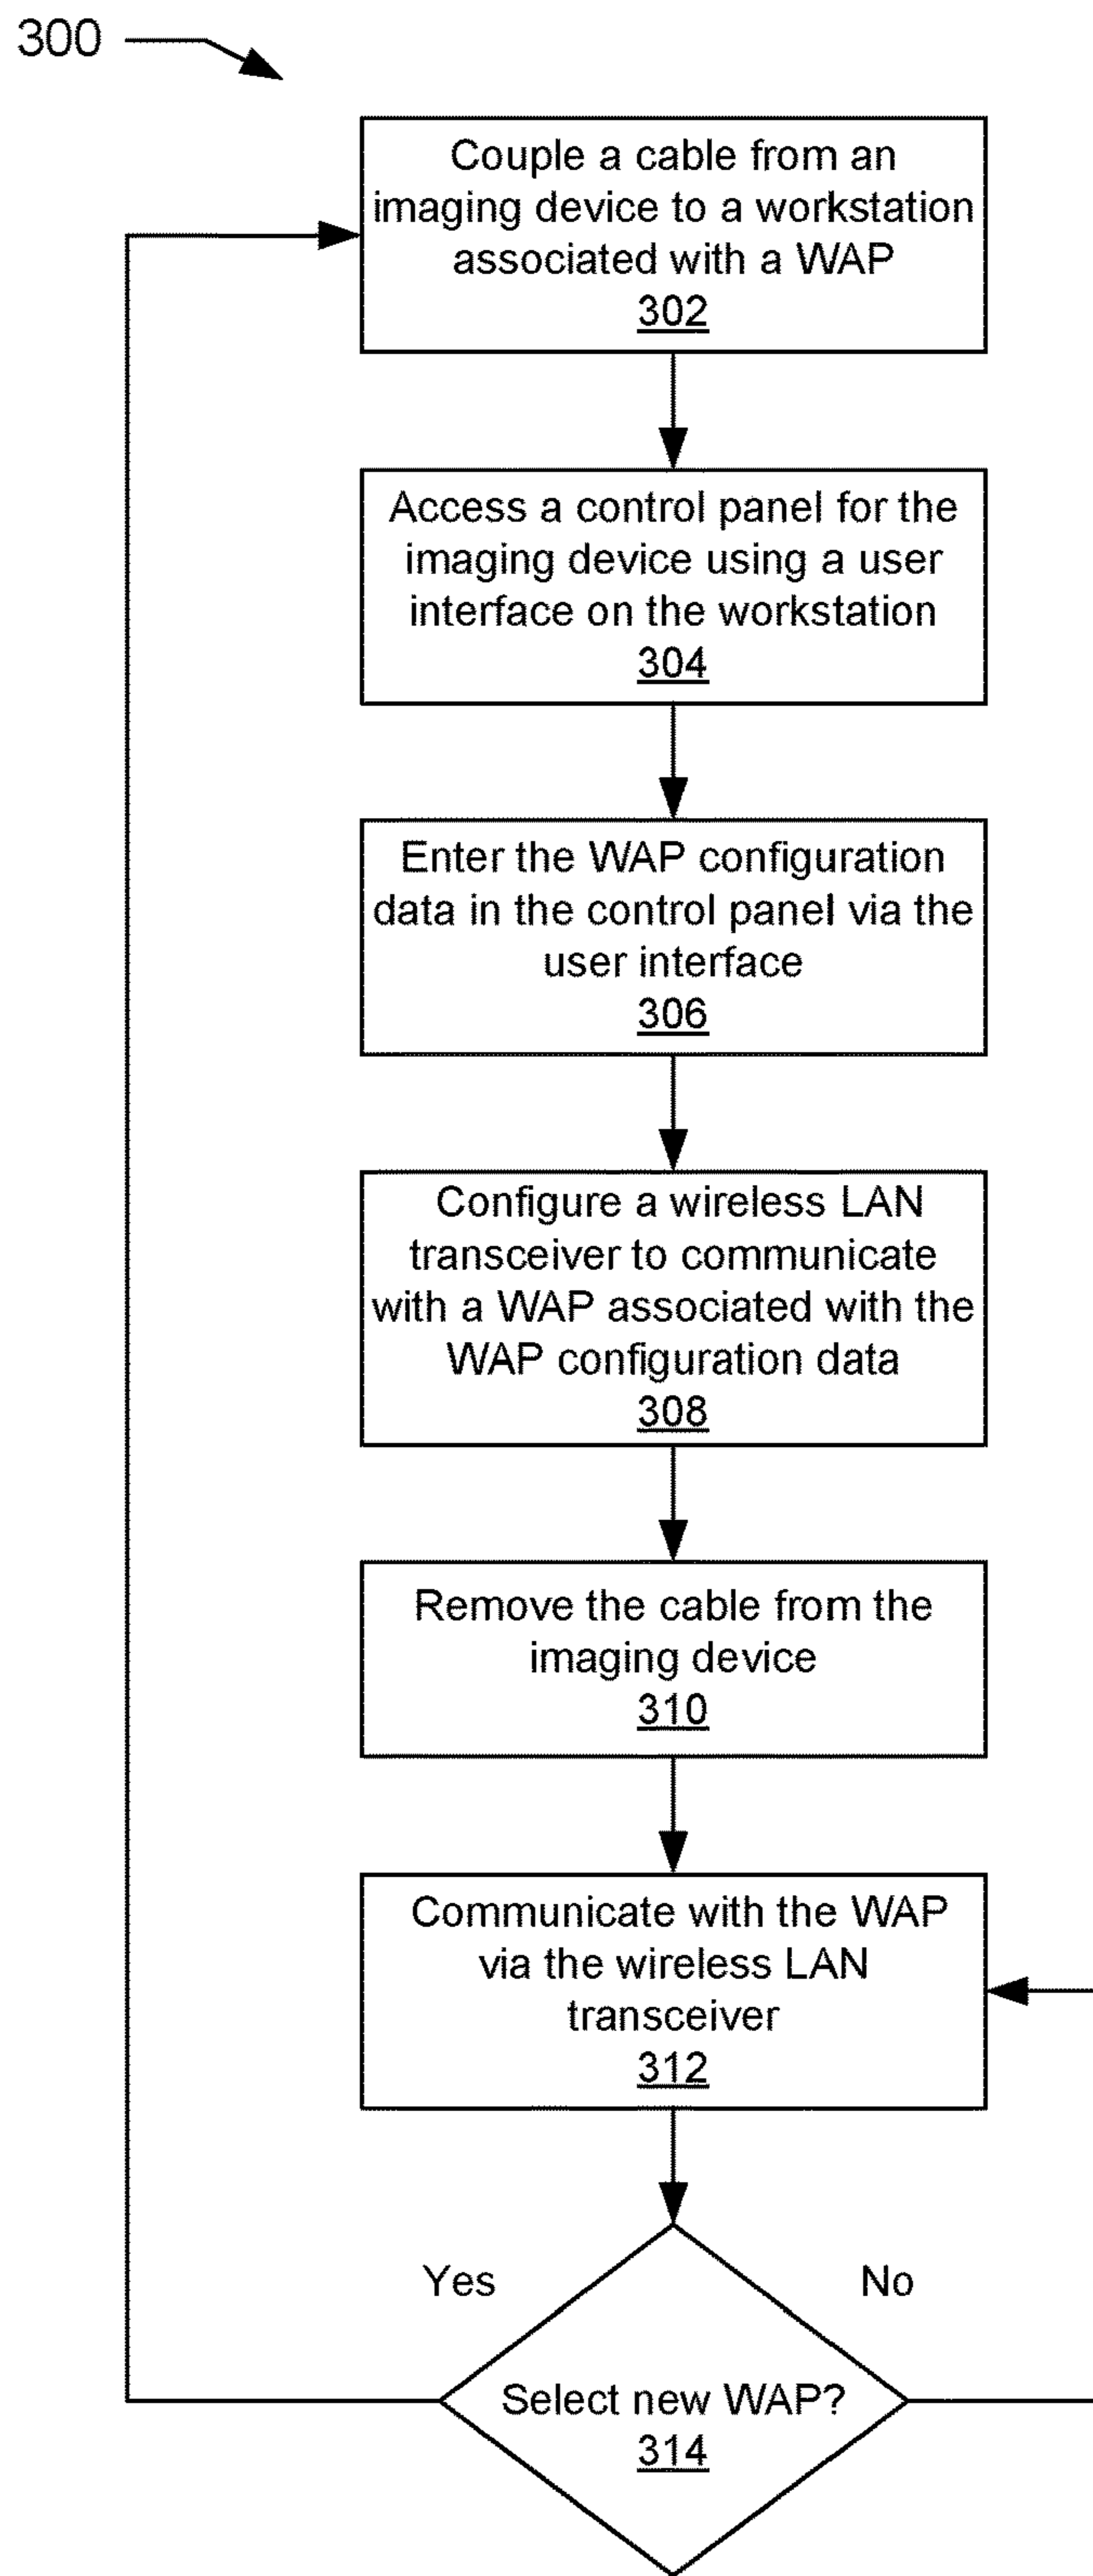 300
Couple a cable from an
imaging device to a workstation
associated with a WAP
302
Access a control panel for the
imaging device using a user
interface on the workstation
304
Enter the WAP configuration
data in the control panel via the
user interface
306
Configure a wireless LAN
transceiver to communicate
with a WAP associated with the
WAP configuration data
308
Remove the cable from the
imaging device
310
Communicate with the WAP
via the wireless LAN
transceiver
312
Yes
No
Select new WAP?
314